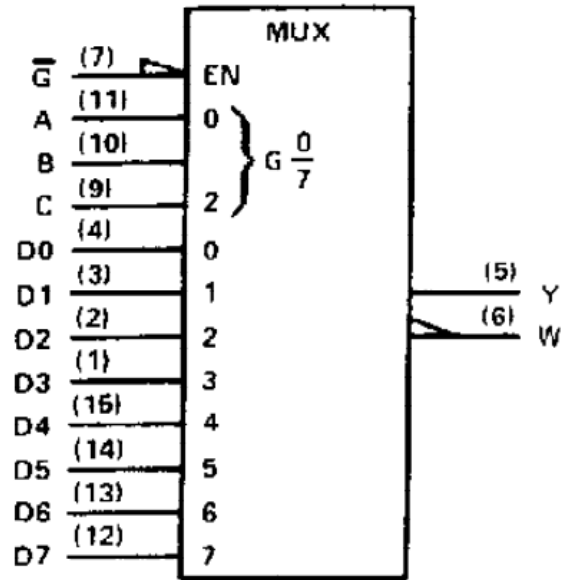 MUX
G̅ (7) EN
A (11) 0
B (10) G 0/7
C (9) 2
D0 (4) 0
D1 (3) 1 (5) Y
D2 (2) 2 (6) W
D3 (1) 3
D4 (15) 4
D5 (14) 5
D6 (13) 6
D7 (12) 7